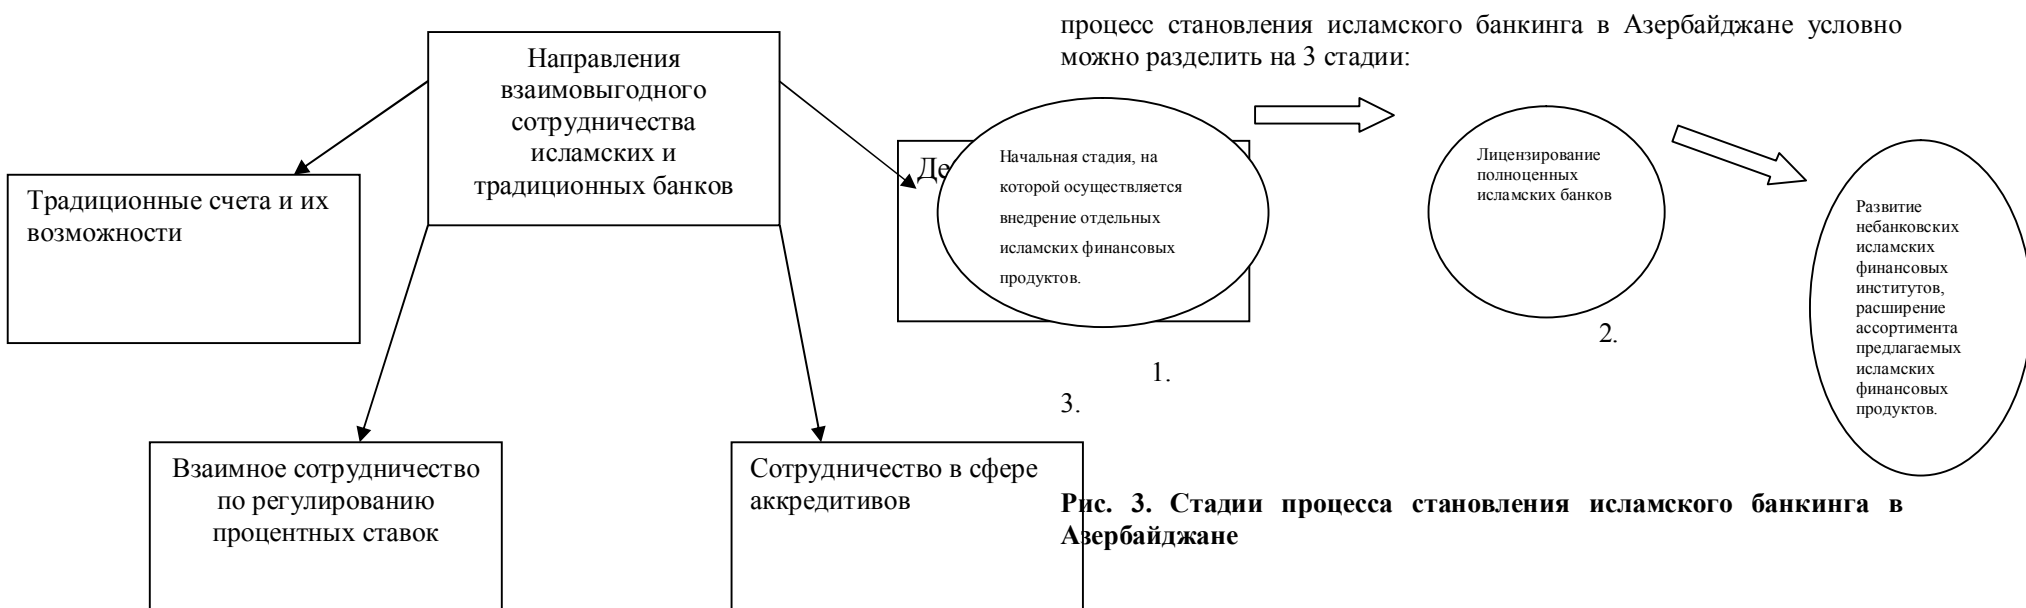 Направления
взаимовыгодного
сотрудничества
исламских и
традиционных банков
Традиционные счета и их
возможности
Взаимное сотрудничество
по регулированию
процентных ставок
Сотрудничество в сфере
аккредитивов
процесс становления исламского банкинга в Азербайджане условно
можно разделить на 3 стадии:
Начальная стадия, на
которой осуществляется
внедрение отдельных
исламских финансовых
продуктов.
Лицензирование
полноценных
исламских банков
Развитие
небанковских
исламских
финансовых
институтов,
расширение
ассортимента
предлагаемых
исламских
финансовых
продуктов.
2.
1.
3.
Рис. 3. Стадии процесса становления исламского банкинга в
Азербайджане